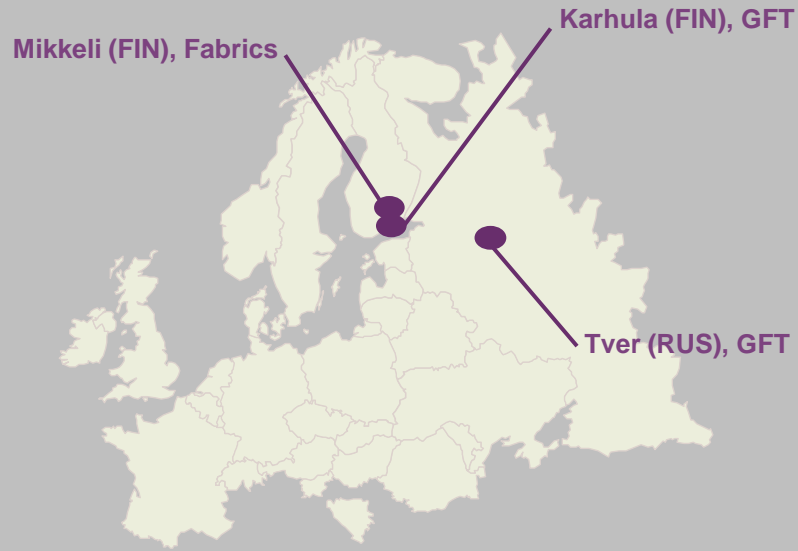 Karhula (FIN), GFT
Mikkeli (FIN), Fabrics
Tver (RUS), GFT